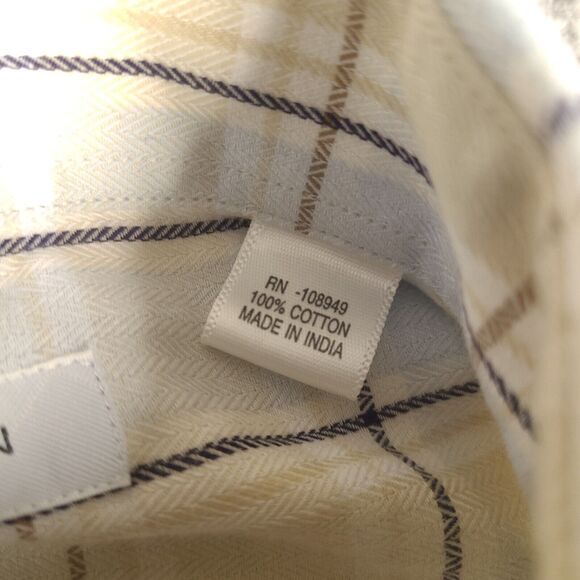 RN -108949
100% COTTON
MADE IN INDIA